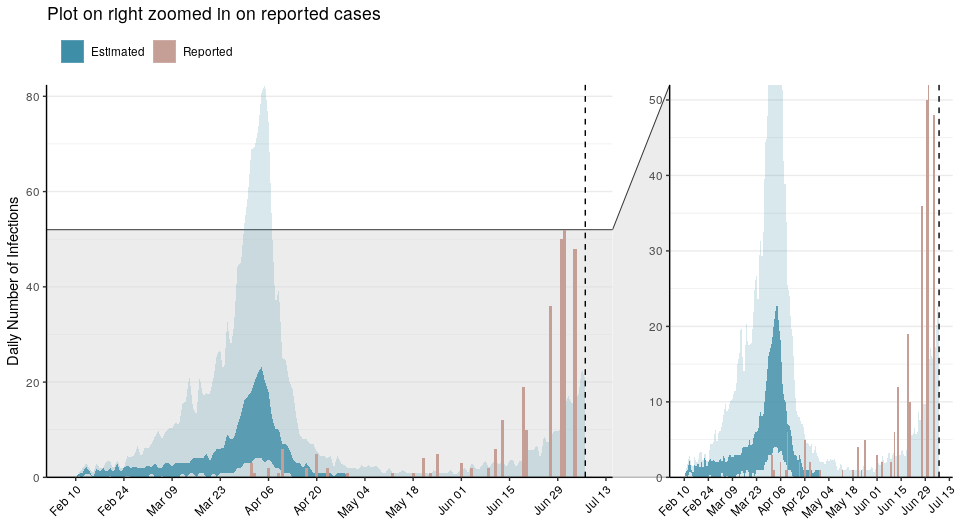 Plot on right zoomed in on reported cases
Estimated Reported
Daily Number of Infections
80
60
40
20
0
Feb 10 Feb 24 Mar 09 Mar 23 Apr 06 Apr 20 May 04 May 18 Jun 01 Jun 15 Jun 29 Jul 13
50
40
30
20
10
0
Feb 10 Feb 24 Mar 09 Mar 23 Apr 06 Apr 20 May 04 May 18 Jun 01 Jun 15 Jun 29 Jul 13